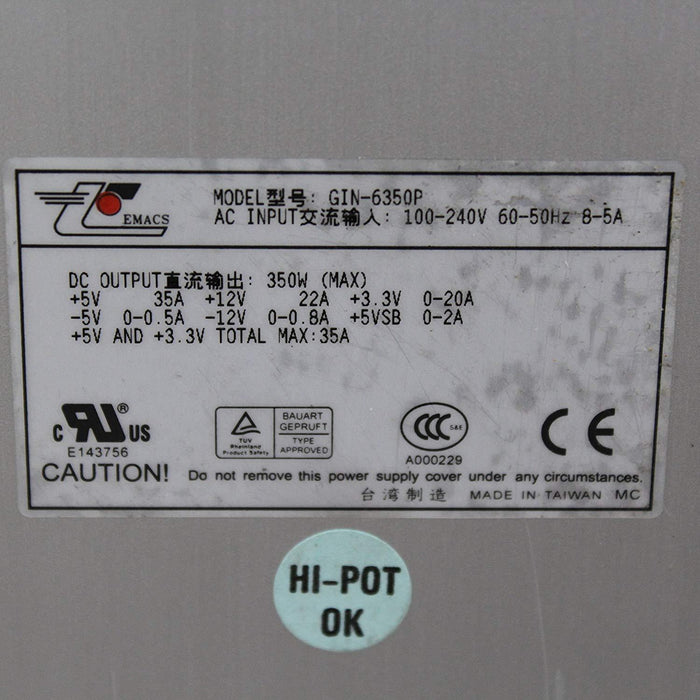 EMACS
MODEL型号: GIN-6350P
AC INPUT交流输入: 100-240V 60-50Hz 8-5A
DC OUTPUT直流输出: 350W (MAX)
+5V 35A +12V 22A +3.3V 0-20A
-5V 0-0.5A -12V 0-0.8A +5VSB 0-2A
+5V AND +3.3V TOTAL MAX:35A
c RU® US
E143756
TUV
Rheinland
Product Safety
BAUART
GEPRUFT
TYPE
APPROVED
CCC S&E
A000229
CE
CAUTION! Do not remove this power supply cover under any circumstances.
台湾制造 MADE IN TAIWAN MC
HI-POT
OK